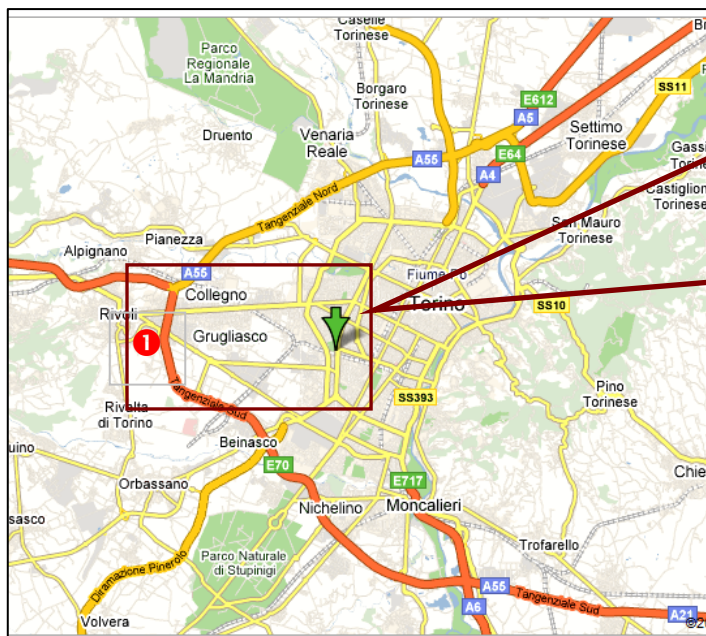 Caselle
Torinese
Parco
Regionale
La Mandria
Borgaro
Torinese
E612
A5
SS11
Druento
Venaria
Reale
A55
E64
A4
Settimo
Torinese
Tangenziale Nord
San Mauro
Torinese
Pianezza
Alpignano
A55
Collegno
Fiume Po
Torino
SS10
Rivoli
1
Grugliasco
Pino
Torinese
SS393
Tangenziale Sud
Rivalta
di Torino
Beinasco
E70
E717
Orbassano
Nichelino
Moncalieri
Trofarello
Parco Naturale
di Stupinigi
Diramazione Pinerolo
A55
Tangenziale Sud
A6
A21
Volvera